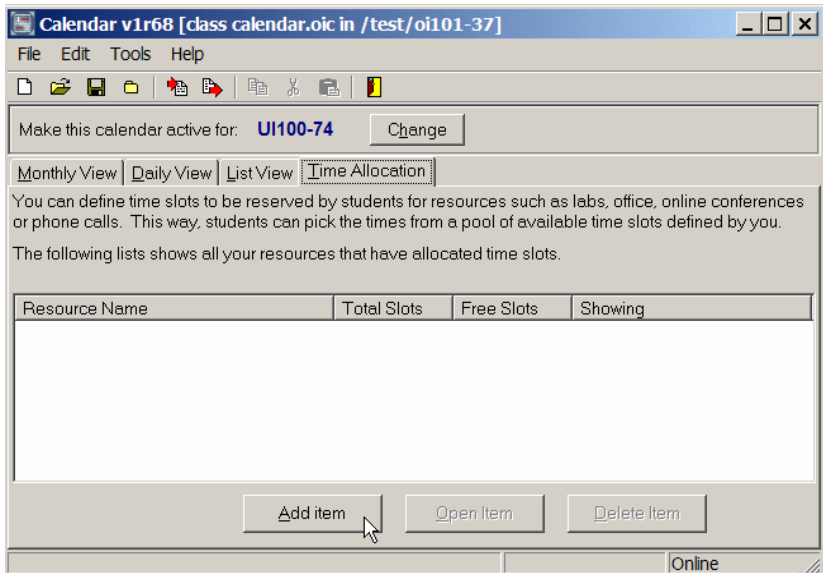 Calendar v1r68 [class calendar.oic in /test/oi101-37]
File Edit Tools Help
Make this calendar active for: UI100-74 Change
Monthly View Daily View List View Time Allocation
You can define time slots to be reserved by students for resources such as labs, office, online conferences
or phone calls. This way, students can pick the times from a pool of available time slots defined by you.
The following lists shows all your resources that have allocated time slots.
Resource Name Total Slots Free Slots Showing
Add item Open Item Delete Item
Online